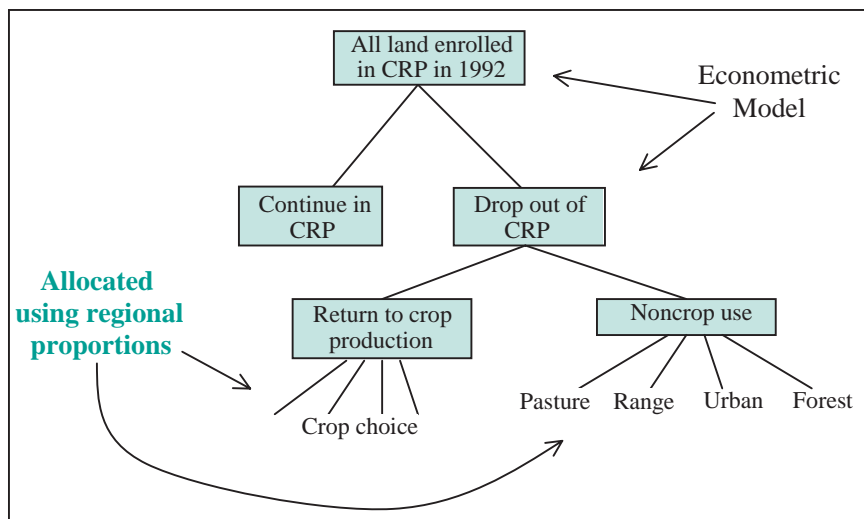 All land enrolled
in CRP in 1992
Econometric
Model
Continue in
CRP
Drop out of
CRP
Allocated
using regional
proportions
Return to crop
production
Noncrop use
Pasture Range Urban Forest
Crop choice